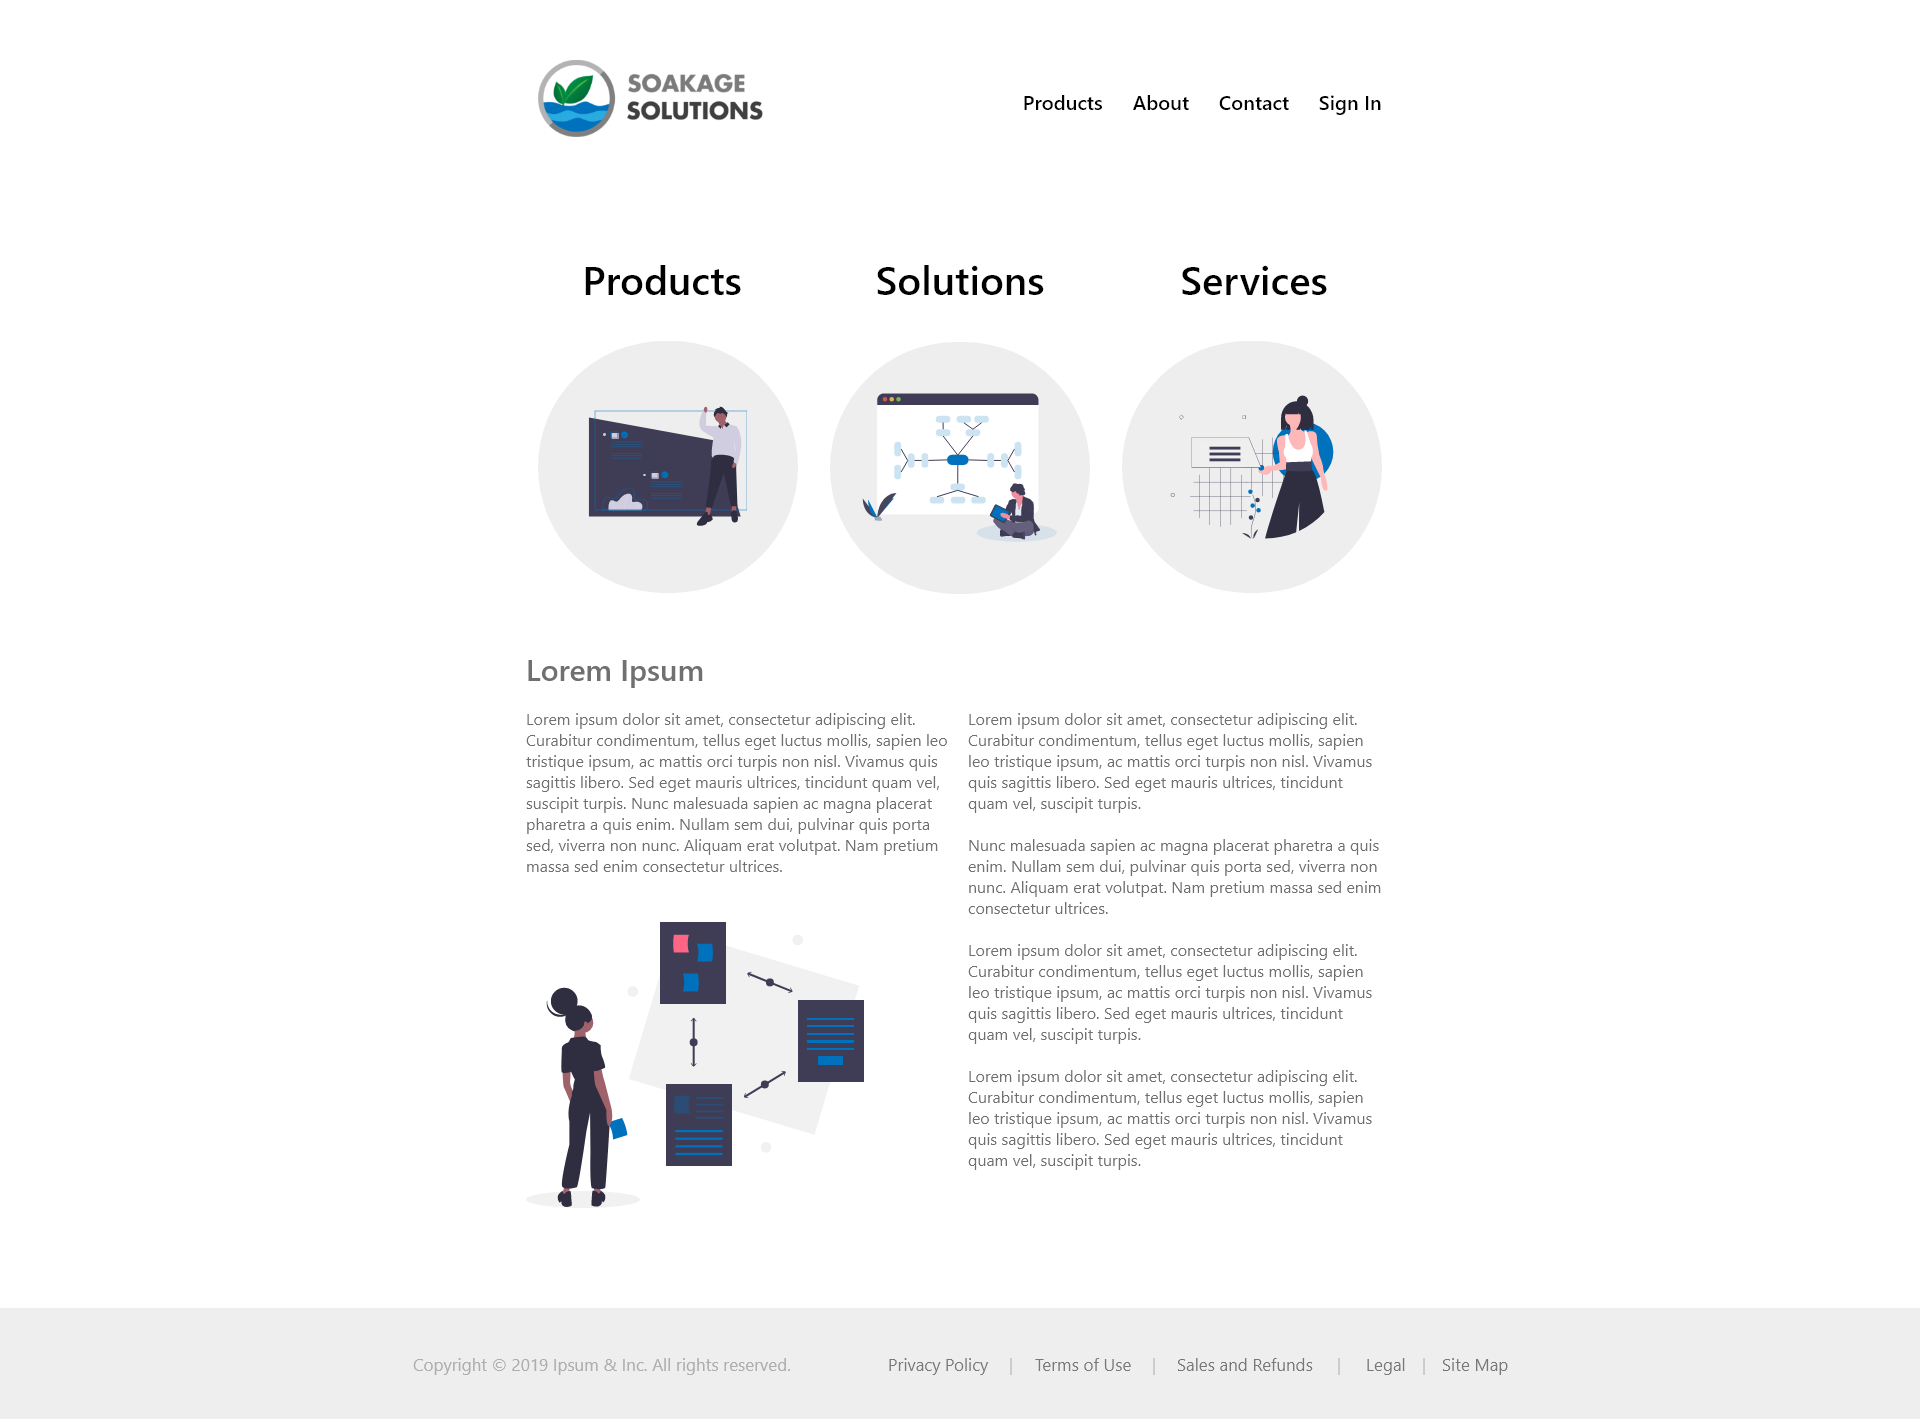 SOAKAGE
SOLUTIONS
Products About Contact Sign In
Products Solutions Services
Lorem Ipsum
Lorem ipsum dolor sit amet, consectetur adipiscing elit.
Curabitur condimentum, tellus eget luctus mollis, sapien leo
tristique ipsum, ac mattis orci turpis non nisl. Vivamus quis
sagittis libero. Sed eget mauris ultrices, tincidunt quam vel,
suscipit turpis. Nunc malesuada sapien ac magna placerat
pharetra a quis enim. Nullam sem dui, pulvinar quis porta
sed, viverra non nunc. Aliquam erat volutpat. Nam pretium
massa sed enim consectetur ultrices.
Lorem ipsum dolor sit amet, consectetur adipiscing elit.
Curabitur condimentum, tellus eget luctus mollis, sapien
leo tristique ipsum, ac mattis orci turpis non nisl. Vivamus
quis sagittis libero. Sed eget mauris ultrices, tincidunt
quam vel, suscipit turpis.
Nunc malesuada sapien ac magna placerat pharetra a quis
enim. Nullam sem dui, pulvinar quis porta sed, viverra non
nunc. Aliquam erat volutpat. Nam pretium massa sed enim
consectetur ultrices.
Lorem ipsum dolor sit amet, consectetur adipiscing elit.
Curabitur condimentum, tellus eget luctus mollis, sapien
leo tristique ipsum, ac mattis orci turpis non nisl. Vivamus
quis sagittis libero. Sed eget mauris ultrices, tincidunt
quam vel, suscipit turpis.
Lorem ipsum dolor sit amet, consectetur adipiscing elit.
Curabitur condimentum, tellus eget luctus mollis, sapien
leo tristique ipsum, ac mattis orci turpis non nisl. Vivamus
quis sagittis libero. Sed eget mauris ultrices, tincidunt
quam vel, suscipit turpis.
Copyright © 2019 Ipsum & Inc. All rights reserved. Privacy Policy | Terms of Use | Sales and Refunds | Legal | Site Map